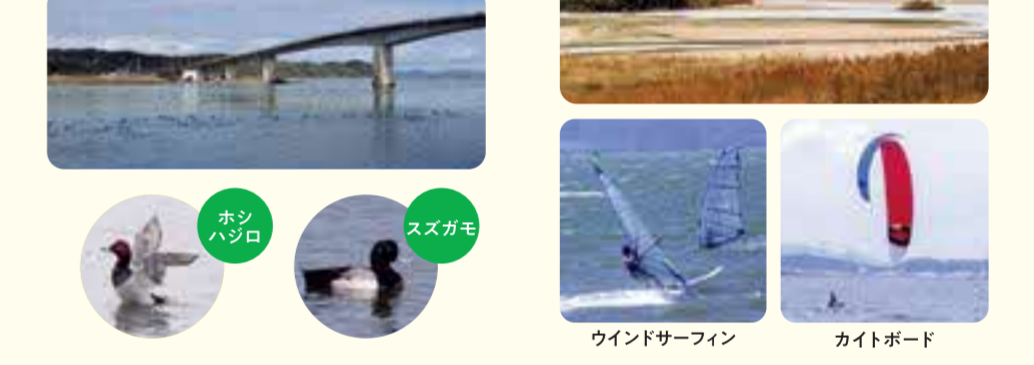 ホシ
ハジロ
スズガモ
ウインドサーフィン
カイトボード